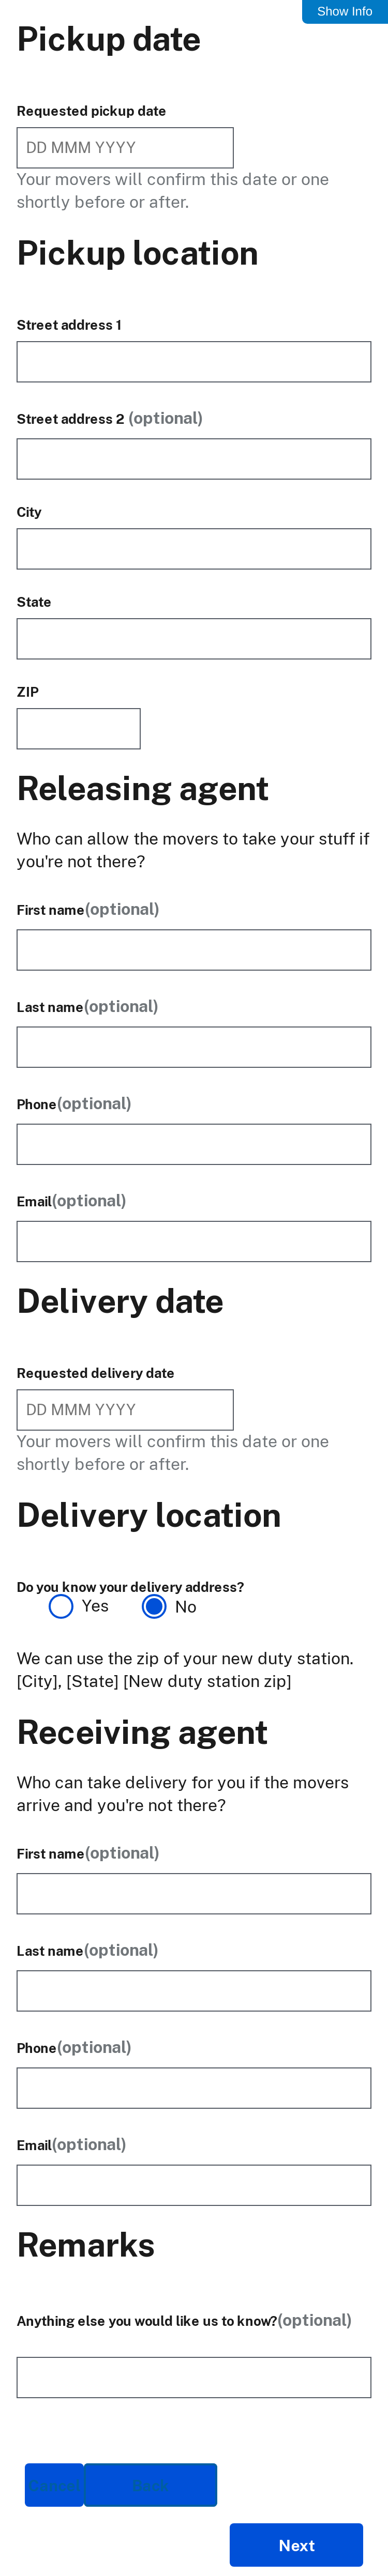 Show Info
Pickup date
Requested pickup date
DD MMM YYYY
Your movers will confirm this date or one
shortly before or after.
Pickup location
Street address 1
Street address 2 (optional)
City
State
ZIP
Releasing agent
Who can allow the movers to take your stuff if
you're not there?
First name(optional)
Last name(optional)
Phone(optional)
Email(optional)
Delivery date
Requested delivery date
DD MMM YYYY
Your movers will confirm this date or one
shortly before or after.
Delivery location
Do you know your delivery address?
Yes No
We can use the zip of your new duty station.
[City], [State] [New duty station zip]
Receiving agent
Who can take delivery for you if the movers
arrive and you're not there?
First name(optional)
Last name(optional)
Phone(optional)
Email(optional)
Remarks
Anything else you would like us to know?(optional)
Next